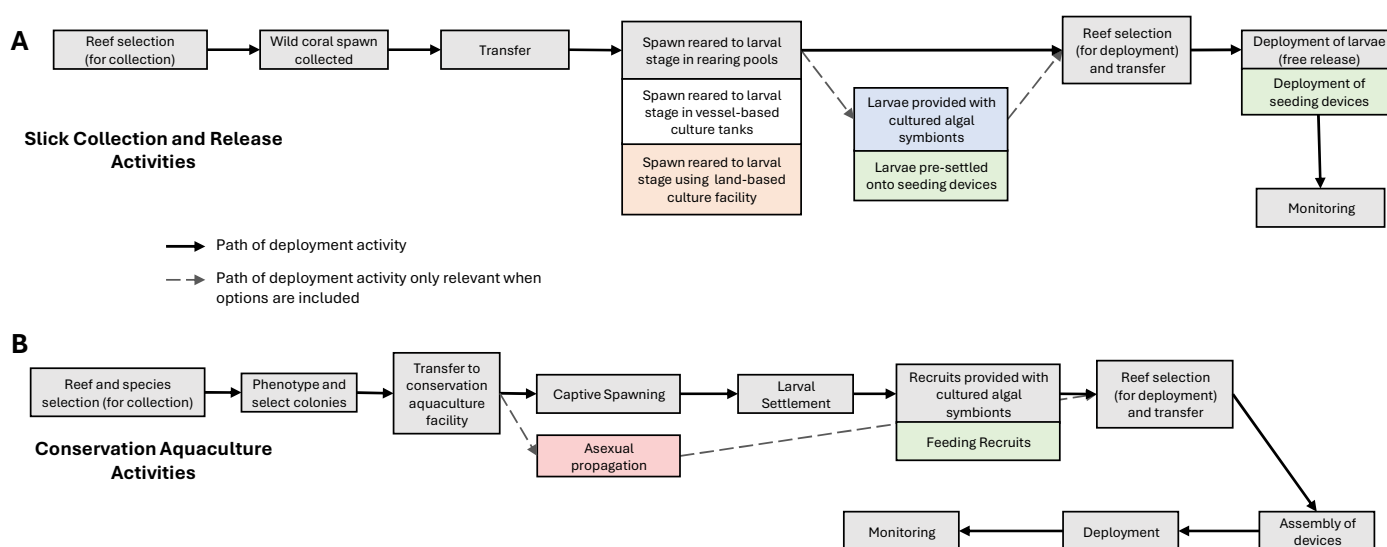 A
Reef selection
(for collection)
Wild coral spawn
collected
Transfer
Spawn reared to larval
stage in rearing pools
Spawn reared to larval
stage in vessel-based
culture tanks
Spawn reared to larval
stage using land-based
culture facility
Larvae provided with
cultured algal
symbionts
Larvae pre-settled
onto seeding devices
Reef selection
(for deployment)
and transfer
Deployment of larvae
(free release)
Deployment of
seeding devices
Monitoring
Slick Collection and Release
Activities
Path of deployment activity
Path of deployment activity only relevant when
options are included
B
Reef and species
selection (for collection)
Phenotype and
select colonies
Transfer to
conservation
aquaculture
facility
Captive Spawning
Larval
Settlement
Recruits provided with
cultured algal
symbionts
Feeding Recruits
Asexual
propagation
Reef selection
(for deployment)
and transfer
Conservation Aquaculture
Activities
Monitoring
Deployment
Assembly of
devices